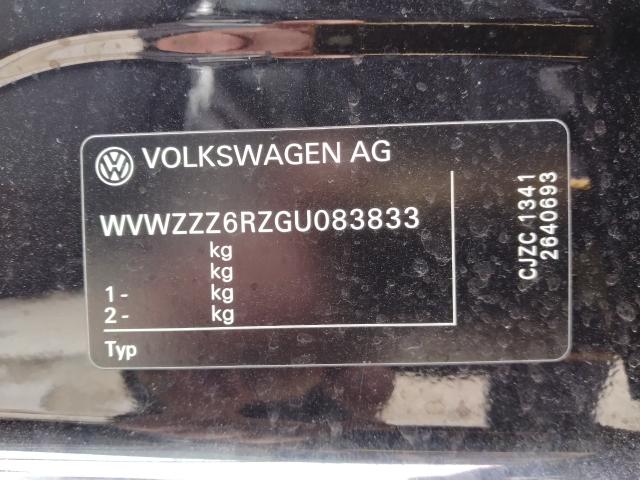 VOLKSWAGEN AG
WVWZZZ6RZGU083833
kg
kg
1 - kg
2 - kg
Typ
CJZC 1341
2640693